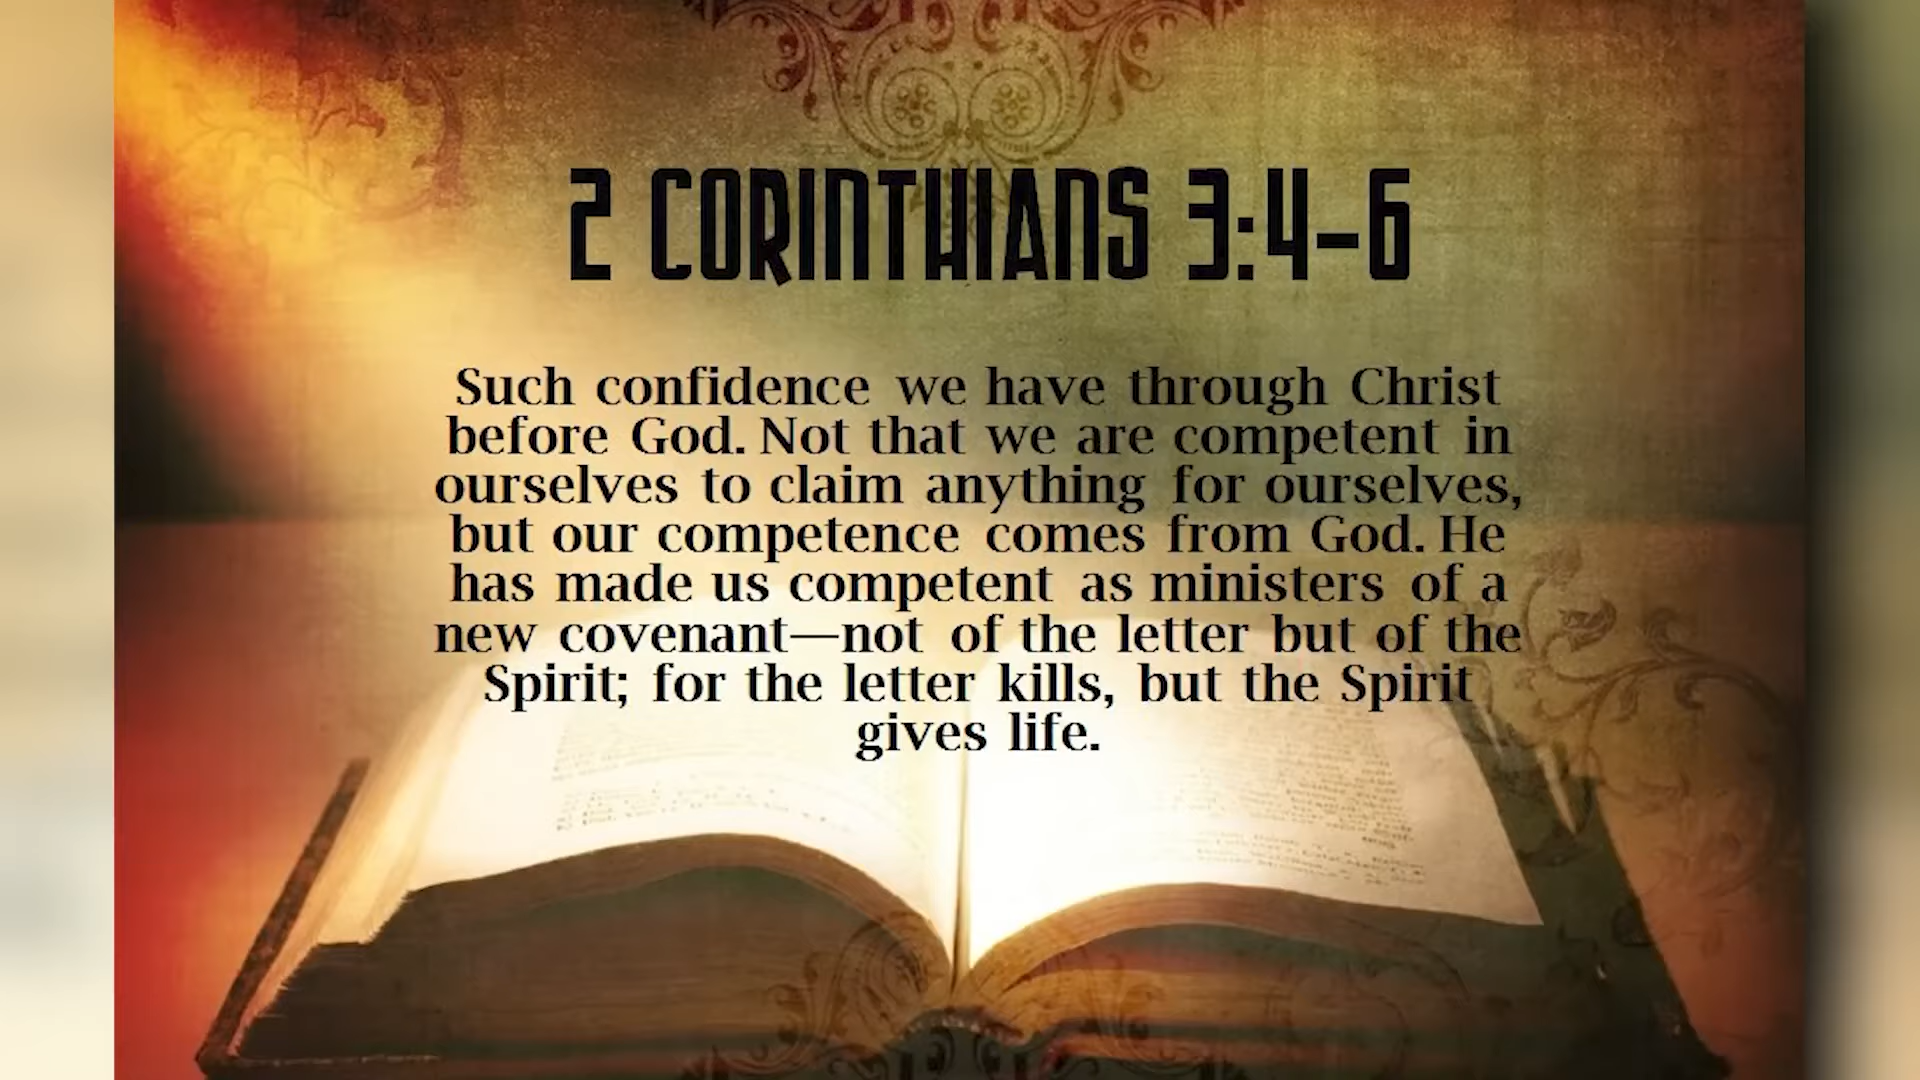 2 CORINTHIANS 3:4-6
Such confidence we have through Christ
before God. Not that we are competent in
ourselves to claim anything for ourselves,
but our competence comes from God. He
has made us competent as ministers of a
new covenant—not of the letter but of the
Spirit; for the letter kills, but the Spirit
gives life.